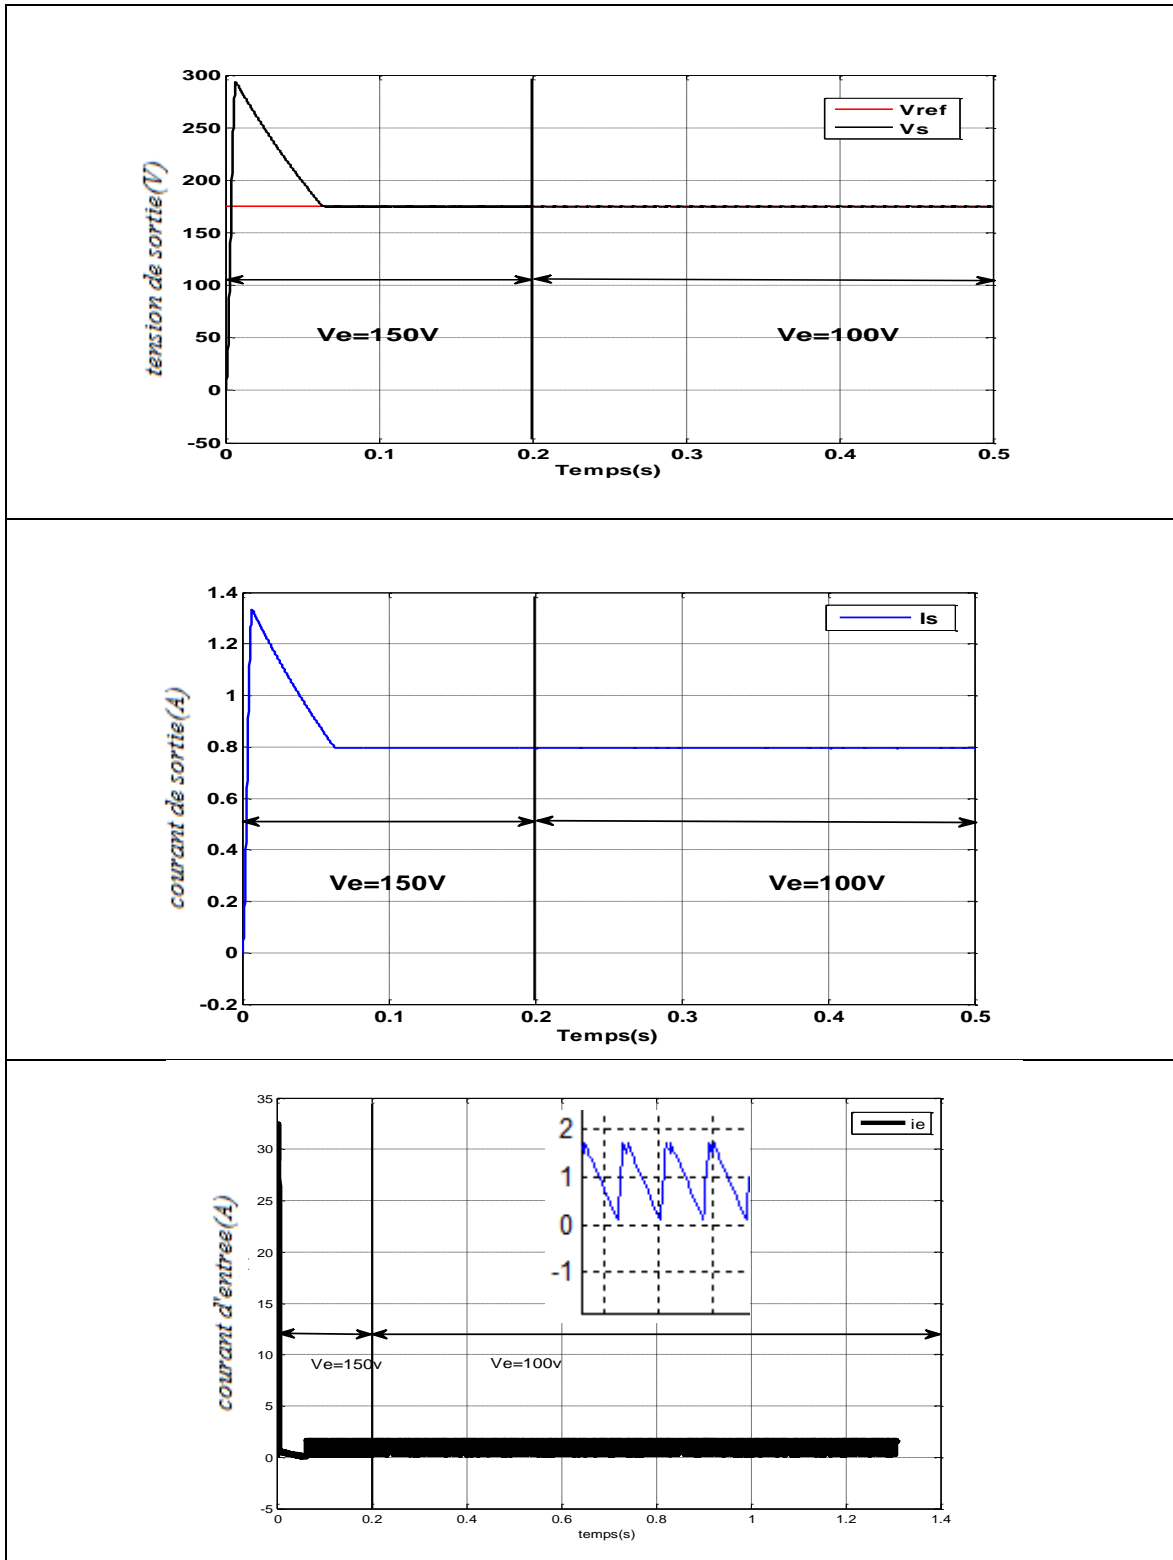 300
250
200
150
100
50
0
-50
tension de sortie(V)
Vref
Vs
Ve=150V
Ve=100V
0 0.1 0.2 0.3 0.4 0.5
Temps(s)
1.4
1.2
1
0.8
0.6
0.4
0.2
0
-0.2
courant de sortie(A)
Is
Ve=150V
Ve=100V
0 0.1 0.2 0.3 0.4 0.5
Temps(s)
35
30
25
20
15
10
5
0
-5
courant d'entree(A)
ie
2
1
0
-1
Ve=150v
Ve=100v
0 0.2 0.4 0.6 0.8 1 1.2 1.4
temps(s)